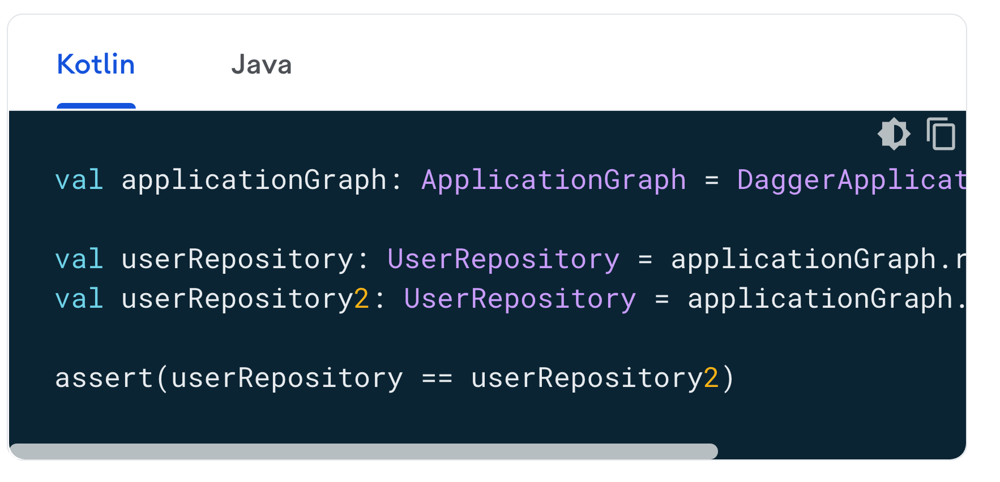 Kotlin Java
val applicationGraph: ApplicationGraph = DaggerApplicat
val userRepository: UserRepository = applicationGraph.r
val userRepository2: UserRepository = applicationGraph.
assert(userRepository == userRepository2)